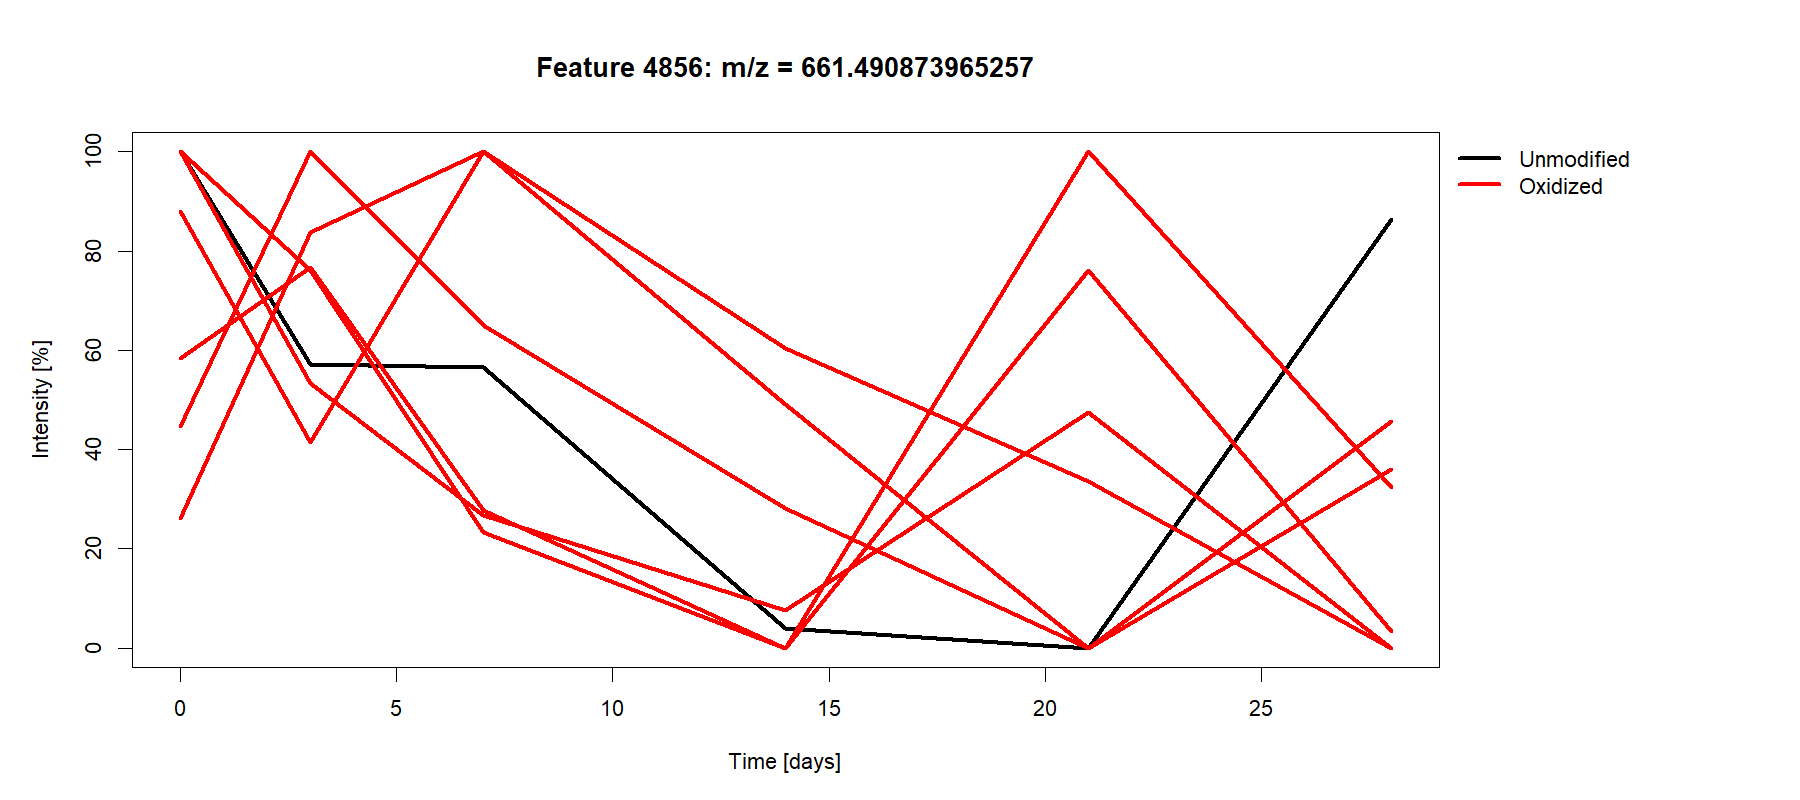 Feature 4856: m/z = 661.490873965257
Unmodified
Oxidized
100
80
60
40
20
0
Intensity [%]
0 5 10 15 20 25
Time [days]